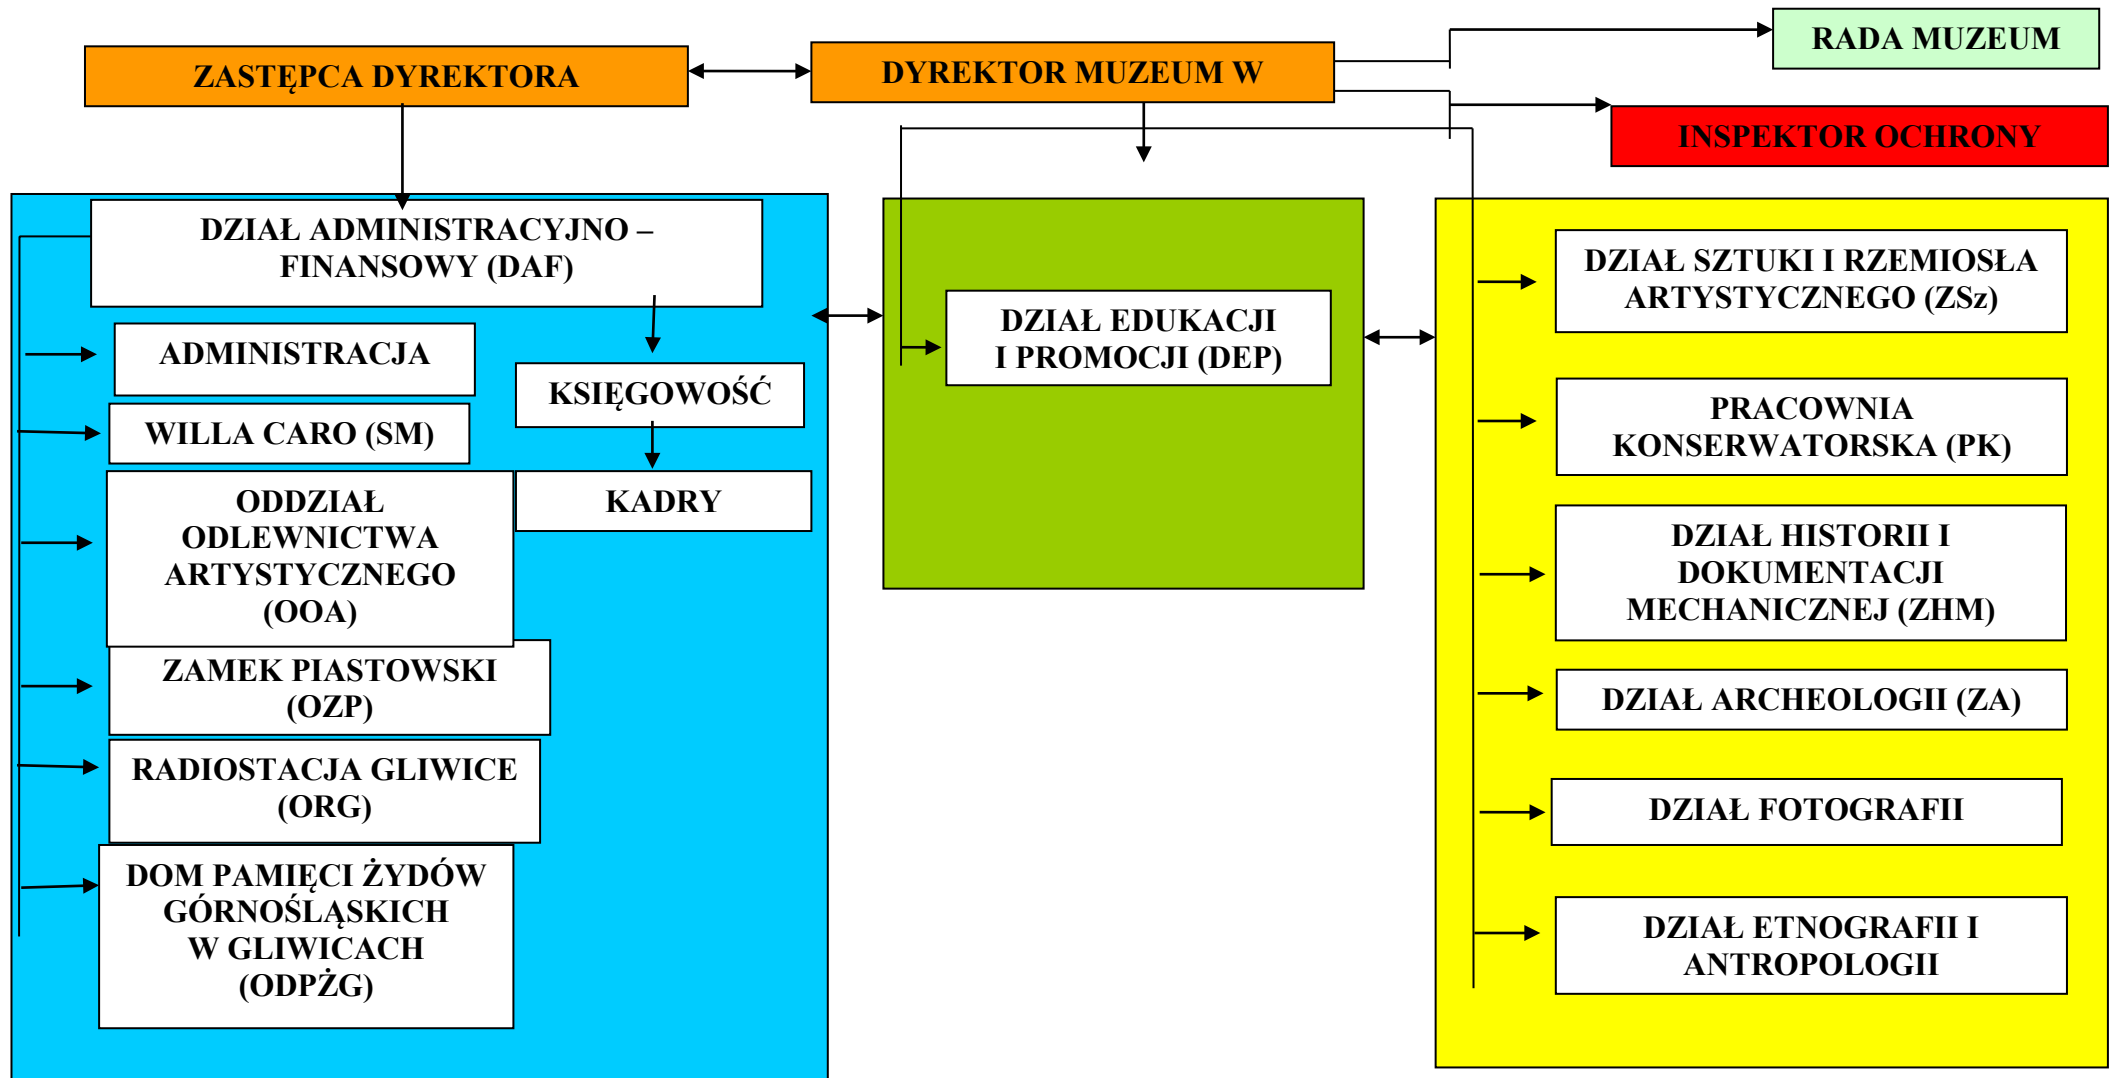 RADA MUZEUM
ZASTĘPCA DYREKTORA
DYREKTOR MUZEUM W
INSPEKTOR OCHRONY
DZIAŁ ADMINISTRACYJNO –
FINANSOWY (DAF)
ADMINISTRACJA
KSIĘGOWOŚĆ
WILLA CARO (SM)
KADRY
ODDZIAŁ
ODLEWNICTWA
ARTYSTYCZNEGO
(OOA)
ZAMEK PIASTOWSKI
(OZP)
RADIOSTACJA GLIWICE
(ORG)
DOM PAMIĘCI ŻYDÓW
GÓRNOŚLĄSKICH
W GLIWICACH
(ODPŻG)
DZIAŁ EDUKACJI
I PROMOCJI (DEP)
DZIAŁ SZTUKI I RZEMIOSŁA
ARTYSTYCZNEGO (ZSz)
PRACOWNIA
KONSERWATORSKA (PK)
DZIAŁ HISTORII I
DOKUMENTACJI
MECHANICZNEJ (ZHM)
DZIAŁ ARCHEOLOGII (ZA)
DZIAŁ FOTOGRAFII
DZIAŁ ETNOGRAFII I
ANTROPOLOGII